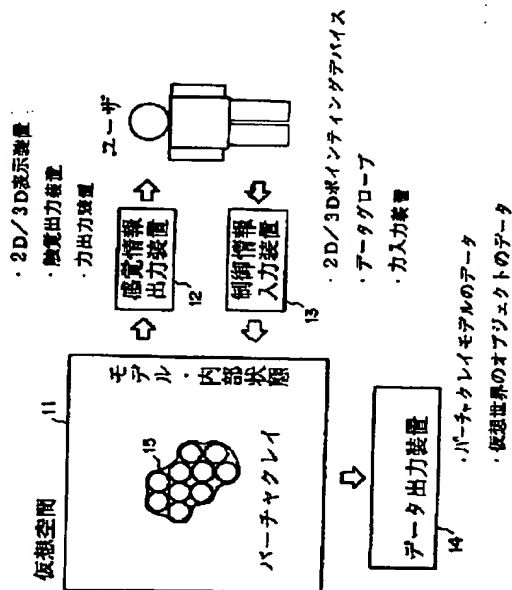 ・2D/3D表示装置
・触覚出力装置
・力出力装置
ユーザ
感覚情報
出力装置
12
制御情報
入力装置
13
・2D/3Dポインティングデバイス
・データグローブ
・力入力装置
仮想空間
11
モデル・内部状態
15
バーチャクレイ
データ出力装置
14
・バーチャクレイモデルのデータ
・仮想世界のオブジェクトのデータ